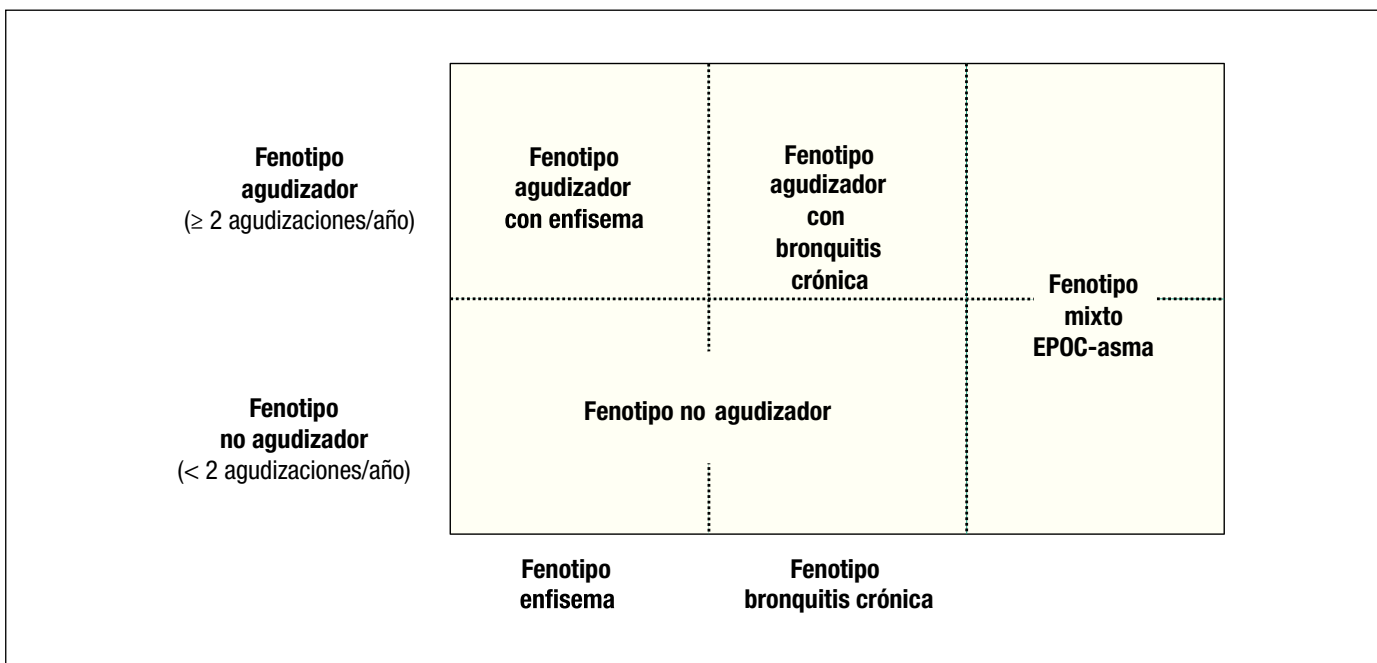 Fenotipo
agudizador
(≥ 2 agudizaciones/año)
Fenotipo
agudizador
con enfisema
Fenotipo
agudizador
con
bronquitis
crónica
Fenotipo
mixto
EPOC-asma
Fenotipo
no agudizador
(< 2 agudizaciones/año)
Fenotipo no agudizador
Fenotipo
enfisema
Fenotipo
bronquitis crónica